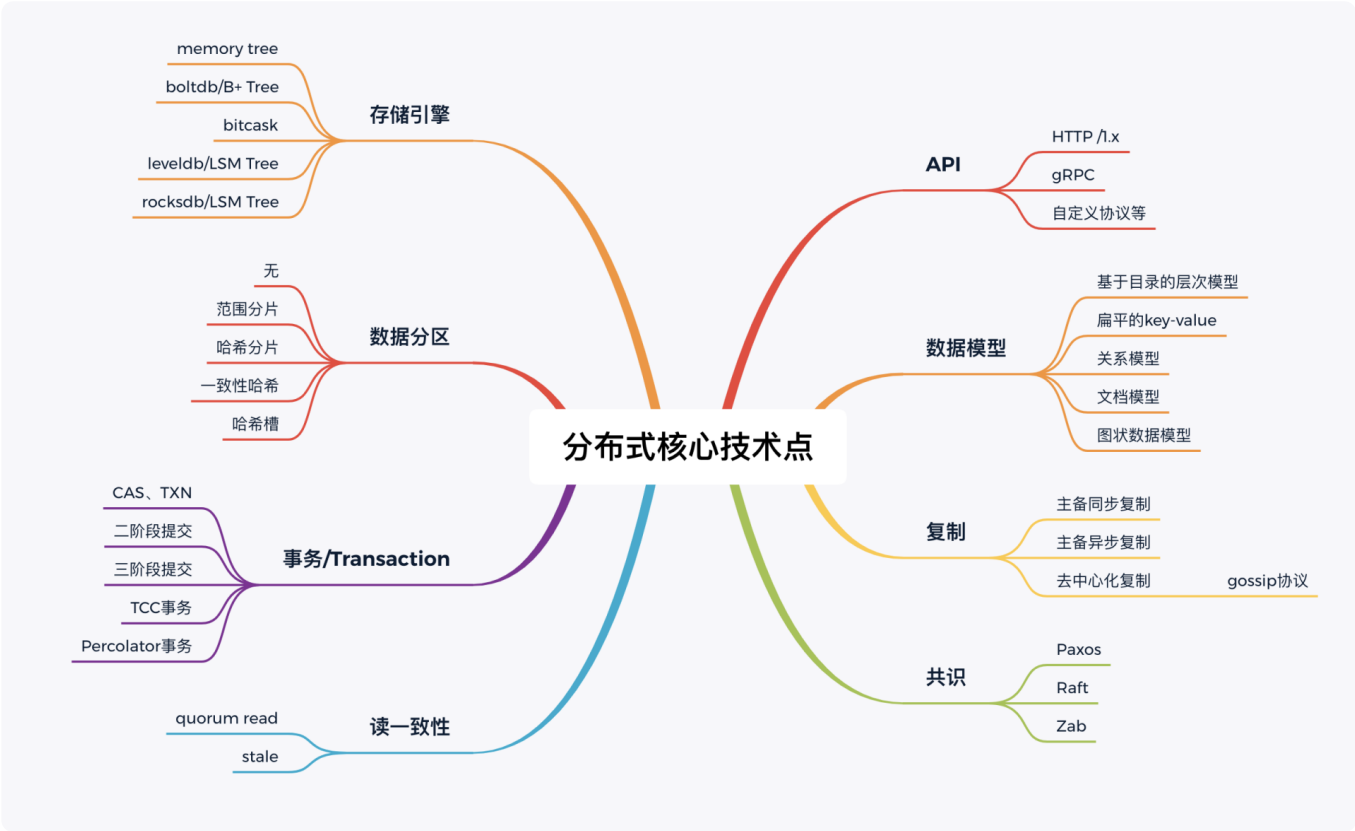 分布式核心技术点
存储引擎
memory tree
boltdb/B+ Tree
bitcask
leveldb/LSM Tree
rocksdb/LSM Tree
数据分区
无
范围分片
哈希分片
一致性哈希
哈希槽
事务/Transaction
CAS、TXN
二阶段提交
三阶段提交
TCC事务
Percolator事务
读一致性
quorum read
stale
API
HTTP /1.x
gRPC
自定义协议等
数据模型
基于目录的层次模型
扁平的key-value
关系模型
文档模型
图状数据模型
复制
主备同步复制
主备异步复制
去中心化复制
gossip协议
共识
Paxos
Raft
Zab